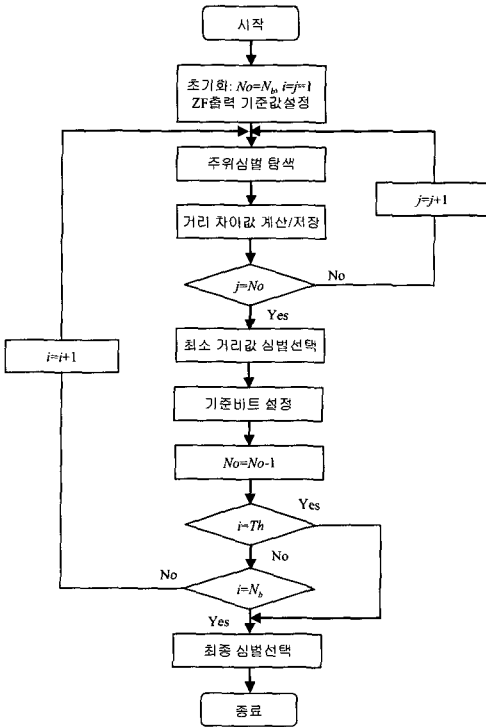 시작
초기화: No=N_b, i=j=1
ZF출력 기준값설정
주위심벌 탐색
j=j+1
거리 차이값 계산/저장
j=No
No
Yes
최소 거리값 심벌선택
i=i+1
기준비트 설정
No=No-1
Yes
i=Th
No
No
i=N_b
Yes
최종 심벌선택
종료